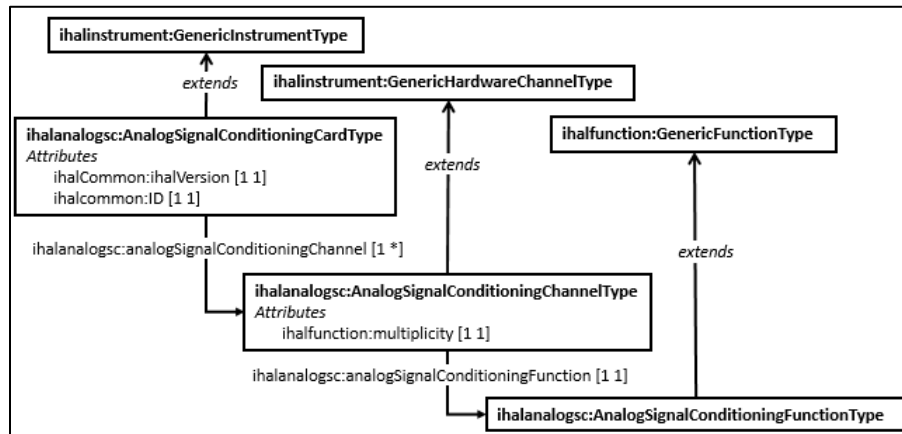 ihalinstrument:GenericInstrumentType
extends
ihalinstrument:GenericHardwareChannelType
ihalanalogsc:AnalogSignalConditioningCardType
Attributes
ihalCommon:ihalVersion [1 1]
ihalcommon:ID [1 1]
ihalfunction:GenericFunctionType
extends
ihalanalogsc:analogSignalConditioningChannel [1 *]
extends
ihalanalogsc:AnalogSignalConditioningChannelType
Attributes
ihalfunction:multiplicity [1 1]
ihalanalogsc:analogSignalConditioningFunction [1 1]
ihalanalogsc:AnalogSignalConditioningFunctionType